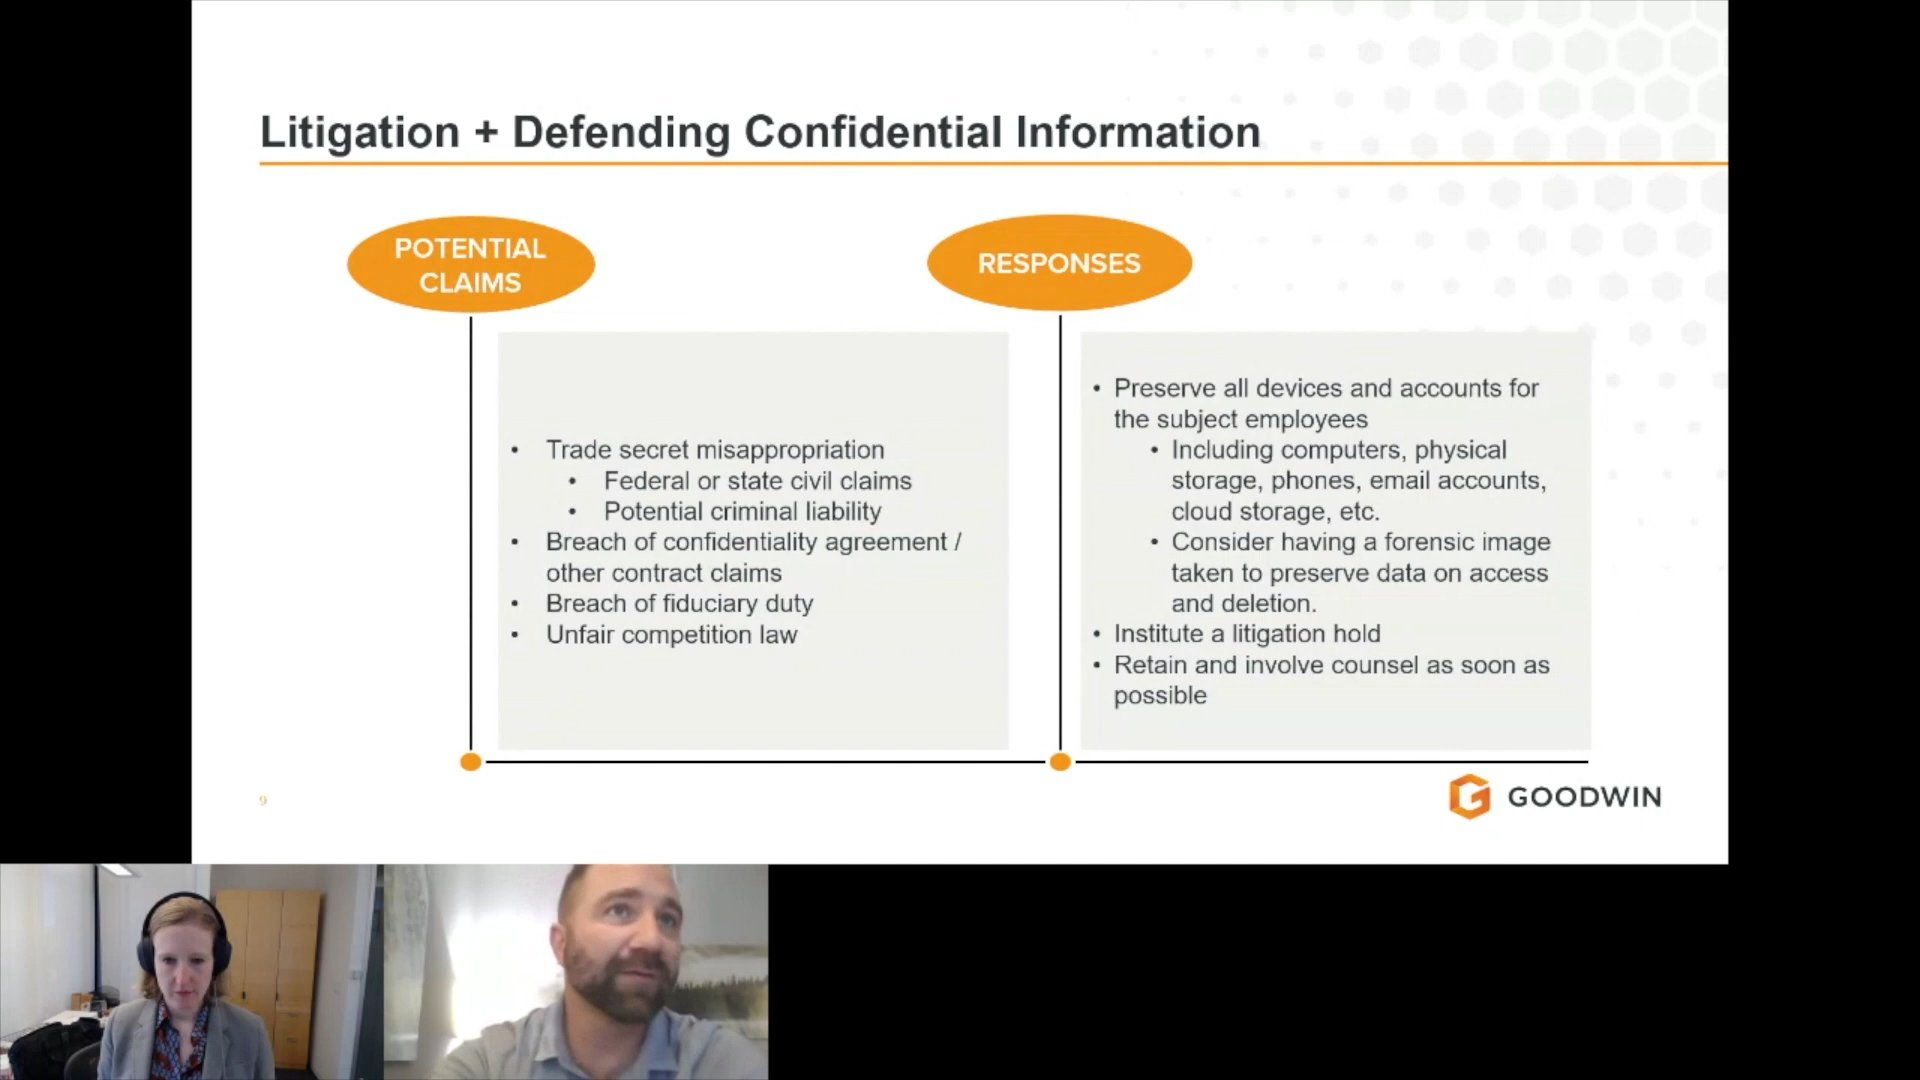 Litigation + Defending Confidential Information
POTENTIAL
CLAIMS
• Trade secret misappropriation
• Federal or state civil claims
• Potential criminal liability
• Breach of confidentiality agreement /
other contract claims
• Breach of fiduciary duty
• Unfair competition law
RESPONSES
• Preserve all devices and accounts for
the subject employees
• Including computers, physical
storage, phones, email accounts,
cloud storage, etc.
• Consider having a forensic image
taken to preserve data on access
and deletion.
• Institute a litigation hold
• Retain and involve counsel as soon as
possible
9
GOODWIN